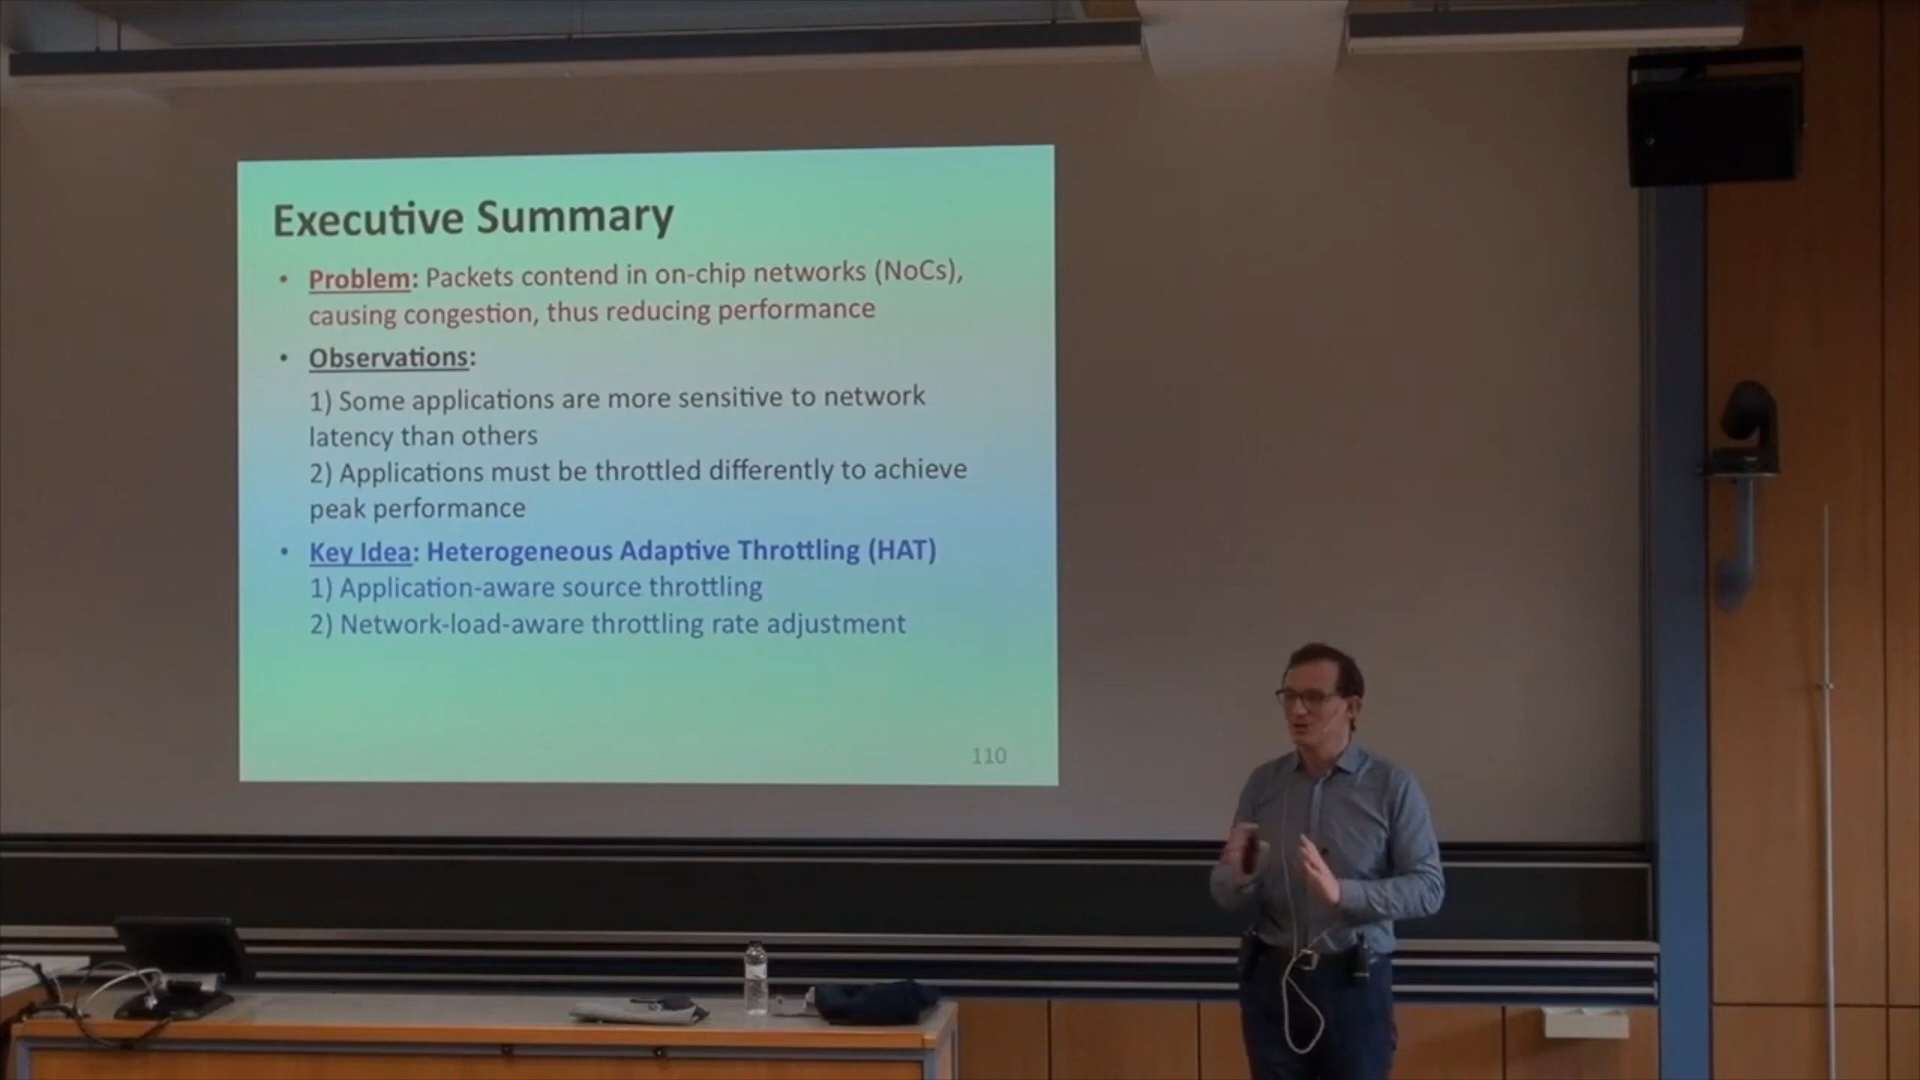 Executive Summary
• Problem: Packets contend in on-chip networks (NoCs),
causing congestion, thus reducing performance
• Observations:
1) Some applications are more sensitive to network
latency than others
2) Applications must be throttled differently to achieve
peak performance
• Key Idea: Heterogeneous Adaptive Throttling (HAT)
1) Application-aware source throttling
2) Network-load-aware throttling rate adjustment
110